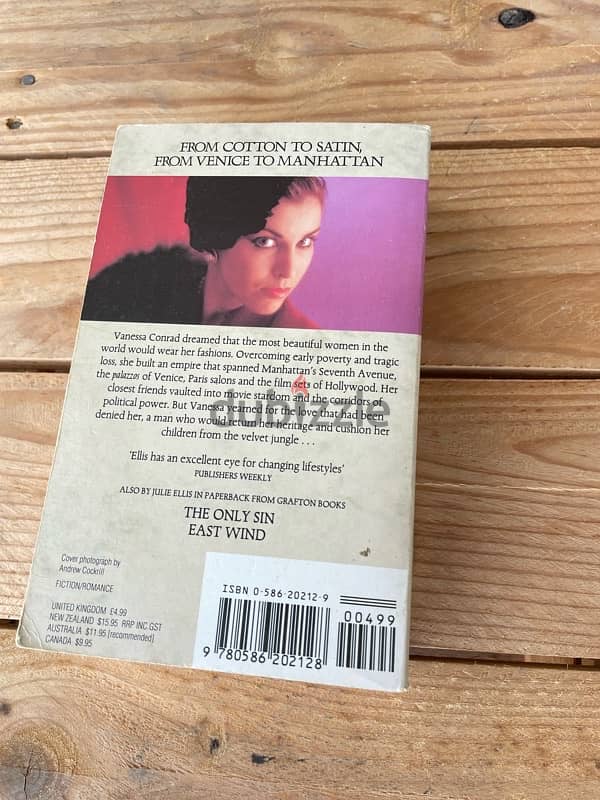 FROM COTTON TO SATIN,
FROM VENICE TO MANHATTAN
Vanessa Conrad dreamed that the most beautiful women in the
world would wear her fashions. Overcoming early poverty and tragic
loss, she built an empire that spanned Manhattan's Seventh Avenue,
the palazzos of Venice, Paris salons and the film sets of Hollywood. Her
closest friends vaulted into movie stardom and the corridors of
political power. But Vanessa yearned for the love that had been
denied her, a man who would return her heritage and cushion her
children from the velvet jungle . . .
dubizzle
'Ellis has an excellent eye for changing lifestyles'
PUBLISHERS WEEKLY
ALSO BY JULIE ELLIS IN PAPERBACK FROM GRAFTON BOOKS
THE ONLY SIN
EAST WIND
Cover photograph by
Andrew Cockrill
FICTION/ROMANCE
UNITED KINGDOM £4.99
NEW ZEALAND $15.95 RRP INC.GST
AUSTRALIA $11.95 (recommended)
CANADA $9.95
ISBN 0-586-20212-9
00499
9 780586 202128